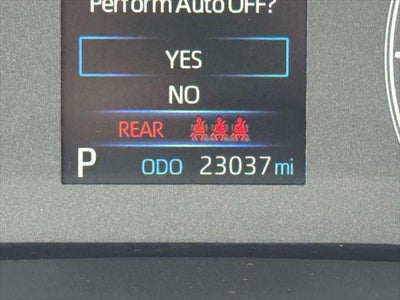 Perform Auto OFF?
YES
NO
REAR
P ODO 23037 mi